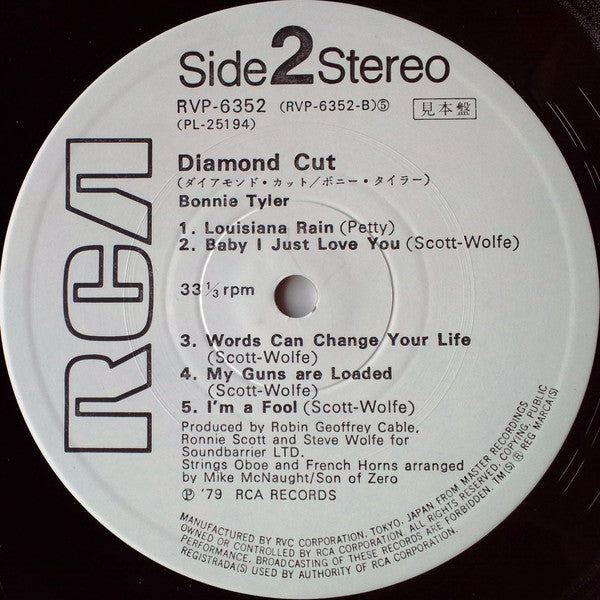 Side 2 Stereo
RVP-6352 (RVP-6352-B)⑤ 見本盤
(PL-25194)
RCA
Diamond Cut
(ダイアモンド・カット/ボニー・タイラー)
Bonnie Tyler
1. Louisiana Rain (Petty)
2. Baby I Just Love You (Scott-Wolfe)
33 1/3 rpm
3. Words Can Change Your Life
(Scott-Wolfe)
4. My Guns are Loaded
(Scott-Wolfe)
5. I'm a Fool (Scott-Wolfe)
Produced by Robin Geoffrey Cable,
Ronnie Scott and Steve Wolfe for
Soundbarrier LTD.
Strings Oboe and French Horns arranged
by Mike McNaught/Son of Zero
℗ '79 RCA RECORDS
MANUFACTURED BY RVC CORPORATION, TOKYO, JAPAN FROM MASTER RECORDINGS
OWNED OR CONTROLLED BY RCA CORPORATION. ALL RIGHTS RESERVED. COPYING, PUBLIC
PERFORMANCE, BROADCASTING OF THESE RECORDS ARE FORBIDDEN. TM(S) ® REG MARCA(S)
REGISTRADA(S) USED BY AUTHORITY OF RCA CORPORATION.